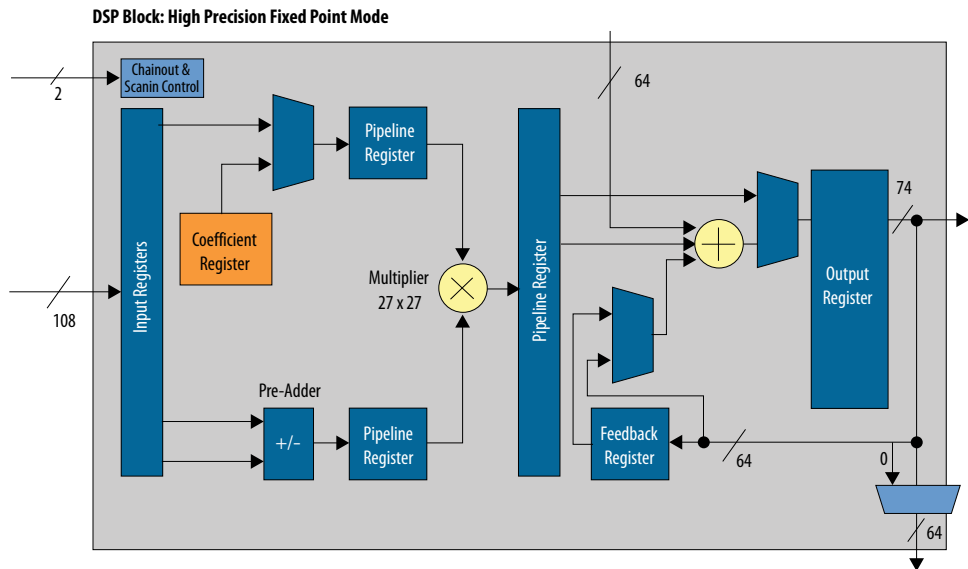 DSP Block: High Precision Fixed Point Mode
Chainout &
Scanin Control
2
64
Pipeline
Register
74
Coefficient
Register
Input Registers
Multiplier
27 x 27
Pipeline Register
Output
Register
108
Pre-Adder
+/-
Pipeline
Register
Feedback
Register
64
0
64